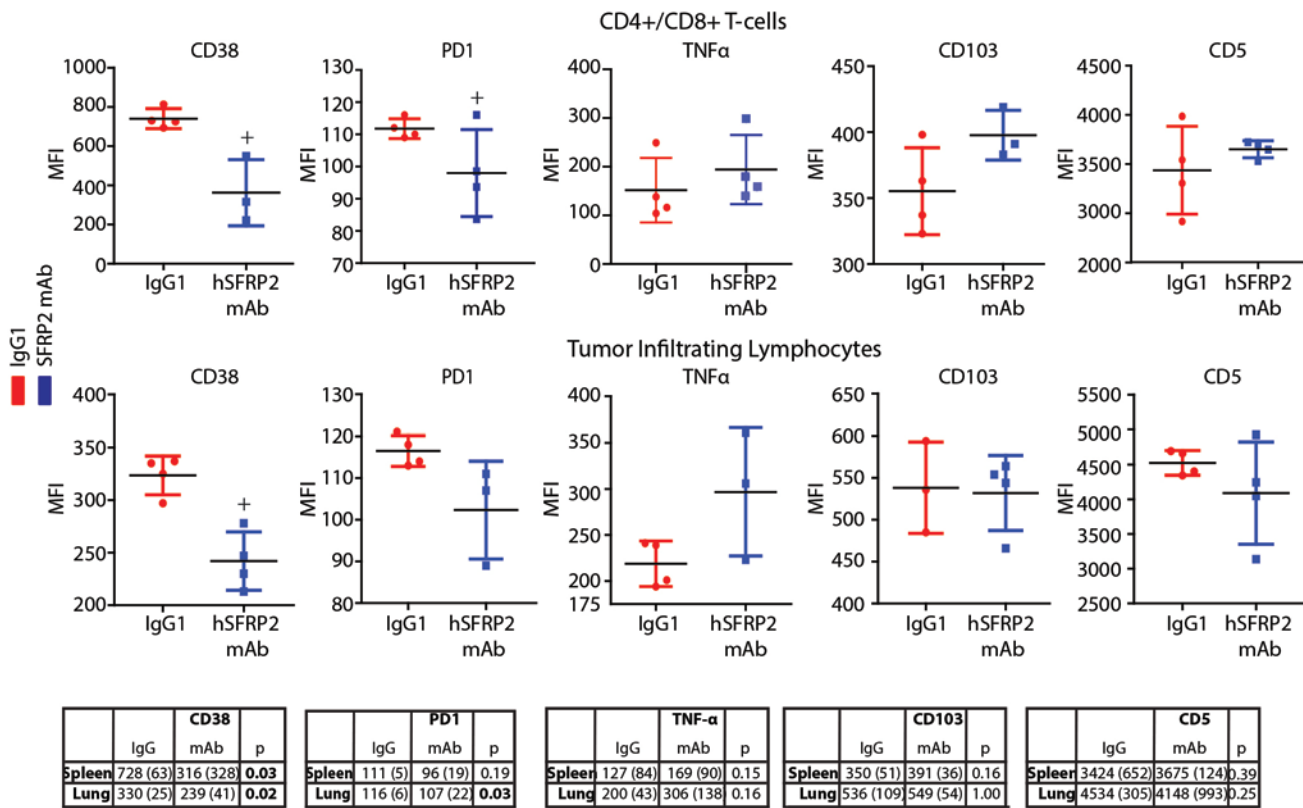 CD4+/CD8+ T-cells
CD38 PD1 TNFα CD103 CD5
MFI 1000 800 600 400 200 0 + IgG1 hSFRP2 mAb
MFI 130 120 110 100 90 80 70 + IgG1 hSFRP2 mAb
MFI 400 300 200 100 0 IgG1 hSFRP2 mAb
MFI 450 400 350 300 IgG1 hSFRP2 mAb
MFI 4500 4000 3500 3000 2000 IgG1 hSFRP2 mAb
IgG1
SFRP2 mAb
Tumor Infiltrating Lymphocytes
CD38 PD1 TNFα CD103 CD5
MFI 400 350 300 250 200 + IgG1 hSFRP2 mAb
MFI 130 120 110 100 90 80 IgG1 hSFRP2 mAb
MFI 400 350 300 250 200 175 IgG1 hSFRP2 mAb
MFI 650 600 550 500 450 400 IgG1 hSFRP2 mAb
MFI 5500 5000 4500 4000 3500 3000 2500 IgG1 hSFRP2 mAb
CD38
IgG mAb p
Spleen 728 (63) 316 (328) 0.03
Lung 330 (25) 239 (41) 0.02
PD1
IgG mAb p
Spleen 111 (5) 96 (19) 0.19
Lung 116 (6) 107 (22) 0.03
TNF-α
IgG mAb p
Spleen 127 (84) 169 (90) 0.15
Lung 200 (43) 306 (138 0.16
CD103
IgG mAb p
Spleen 350 (51) 391 (36) 0.16
Lung 536 (109) 549 (54) 1.00
CD5
IgG mAb p
Spleen 3424 (652) 3675 (124) 0.39
Lung 4534 (305) 4148 (993) 0.25